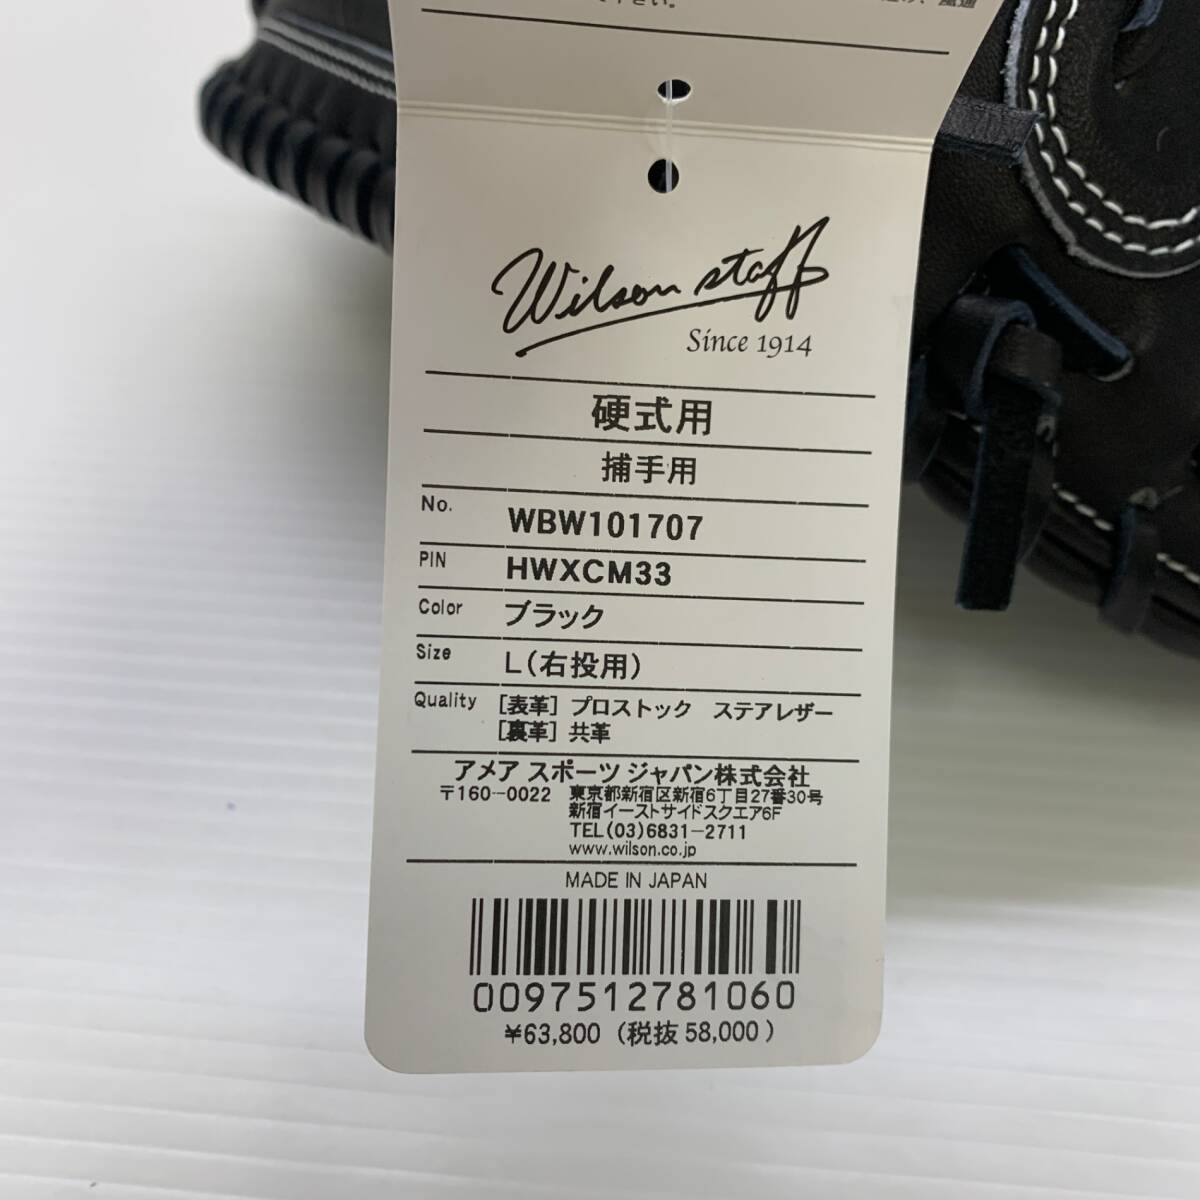 Wilson staff
Since 1914
硬式用
捕手用
No. WBW101707
PIN HWXCM33
Color ブラック
Size L(右投用)
Quality [表革] プロストック ステアレザー
[裏革] 共革
アメア スポーツ ジャパン株式会社
〒160-0022 東京都新宿区新宿6丁目27番30号
新宿イーストサイドスクエア6F
TEL(03)6831-2711
www.wilson.co.jp
MADE IN JAPAN
0097512781060
¥63,800 (税抜 58,000)